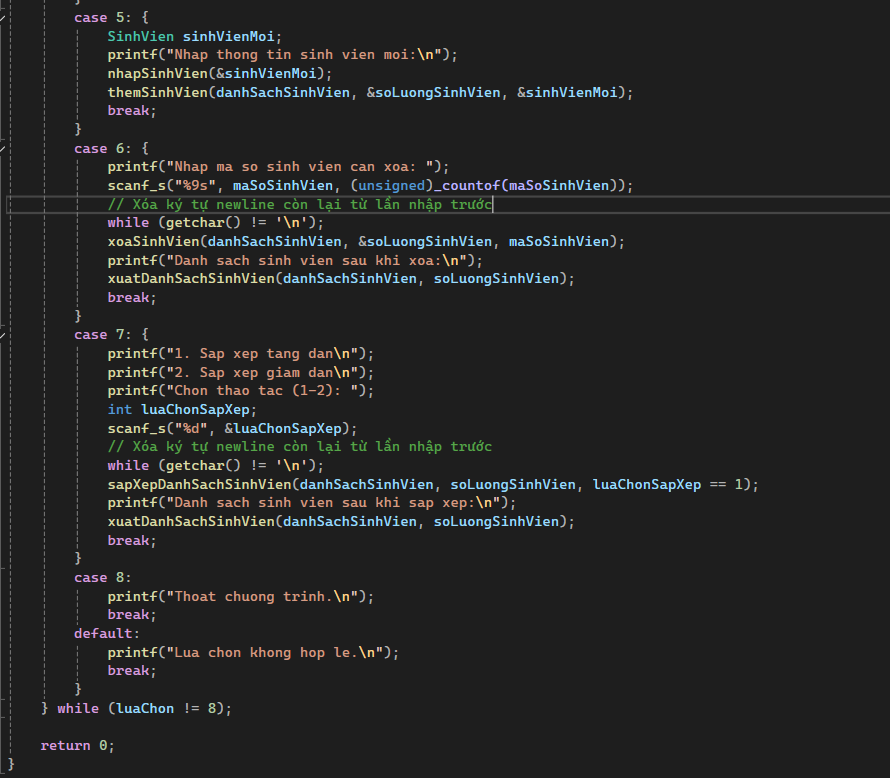 }
case 5: {
SinhVien sinhVienMoi;
printf("Nhap thong tin sinh vien moi:\n");
nhapSinhVien(&sinhVienMoi);
themSinhVien(danhSachSinhVien, &soLuongSinhVien, &sinhVienMoi);
break;
}
case 6: {
printf("Nhap ma so sinh vien can xoa: ");
scanf_s("%9s", maSoSinhVien, (unsigned)_countof(maSoSinhVien));
// Xóa ký tự newline còn lại từ lần nhập trước
while (getchar() != '\n');
xoaSinhVien(danhSachSinhVien, &soLuongSinhVien, maSoSinhVien);
printf("Danh sach sinh vien sau khi xoa:\n");
xuatDanhSachSinhVien(danhSachSinhVien, soLuongSinhVien);
break;
}
case 7: {
printf("1. Sap xep tang dan\n");
printf("2. Sap xep giam dan\n");
printf("Chon thao tac (1-2): ");
int luaChonSapXep;
scanf_s("%d", &luaChonSapXep);
// Xóa ký tự newline còn lại từ lần nhập trước
while (getchar() != '\n');
sapXepDanhSachSinhVien(danhSachSinhVien, soLuongSinhVien, luaChonSapXep == 1);
printf("Danh sach sinh vien sau khi sap xep:\n");
xuatDanhSachSinhVien(danhSachSinhVien, soLuongSinhVien);
break;
}
case 8:
printf("Thoat chuong trinh.\n");
break;
default:
printf("Lua chon khong hop le.\n");
break;
}
} while (luaChon != 8);
return 0;
}